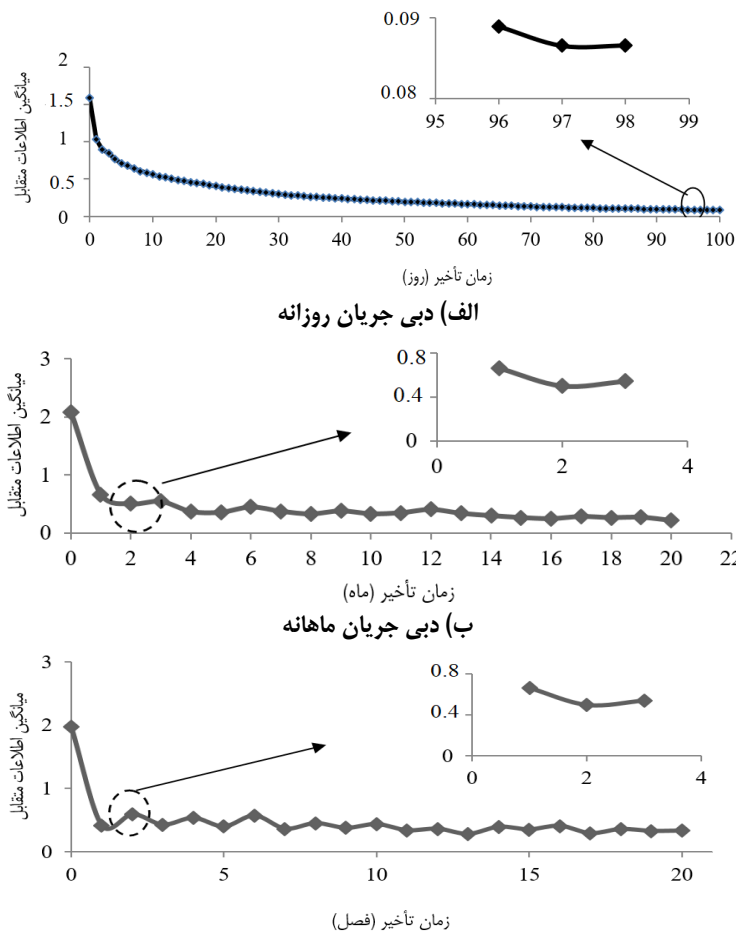 میانگین اطلاعات متقابل
2
1.5
1
0.5
0
0 10 20 30 40 50 60 70 80 90 100
0.09
0.08
95 96 97 98 99
زمان تأخیر (روز)
الف) دبی جریان روزانه
میانگین اطلاعات متقابل
3
2
1
0
0 2 4 6 8 10 12 14 16 18 20 22
0.8
0.4
0
0 2 4
زمان تأخیر (ماه)
ب) دبی جریان ماهانه
میانگین اطلاعات متقابل
3
2
1
0
0 5 10 15 20
0.8
0.4
0
0 2 4
زمان تأخیر (فصل)